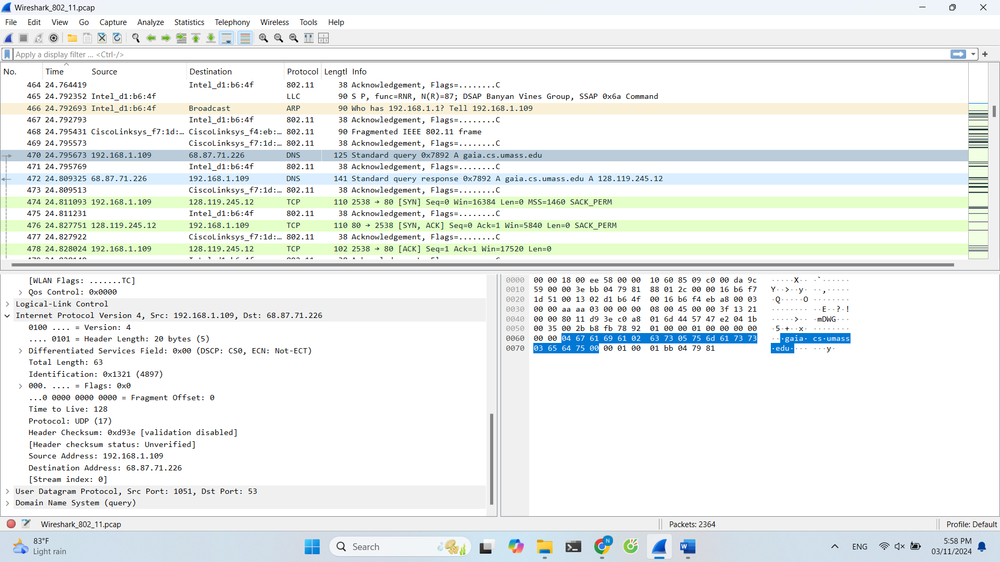 Wireshark_802_11.pcap
File Edit View Go Capture Analyze Statistics Telephony Wireless Tools Help
Apply a display filter … <Ctrl-/>
No. Time Source Destination Protocol Lengtl Info
464 24.764419 Intel_d1:b6:4f 802.11 38 Acknowledgement, Flags=........C
465 24.792352 Intel_d1:b6:4f LLC 90 S P, func=RNR, N(R)=87; DSAP Banyan Vines Group, SSAP 0x6a Command
466 24.792693 Intel_d1:b6:4f Broadcast ARP 90 Who has 192.168.1.1? Tell 192.168.1.109
467 24.792793 Intel_d1:b6:4f 802.11 38 Acknowledgement, Flags=........C
468 24.795431 CiscoLinksys_f7:1d:… CiscoLinksys_f4:eb:… 802.11 90 Fragmented IEEE 802.11 frame
469 24.795573 CiscoLinksys_f7:1d:… 802.11 38 Acknowledgement, Flags=........C
470 24.795673 192.168.1.109 68.87.71.226 DNS 125 Standard query 0x7892 A gaia.cs.umass.edu
471 24.795769 Intel_d1:b6:4f 802.11 38 Acknowledgement, Flags=........C
472 24.809325 68.87.71.226 192.168.1.109 DNS 141 Standard query response 0x7892 A gaia.cs.umass.edu A 128.119.245.12
473 24.809513 CiscoLinksys_f7:1d:… 802.11 38 Acknowledgement, Flags=........C
474 24.811093 192.168.1.109 128.119.245.12 TCP 110 2538 → 80 [SYN] Seq=0 Win=16384 Len=0 MSS=1460 SACK_PERM
475 24.811231 Intel_d1:b6:4f 802.11 38 Acknowledgement, Flags=........C
476 24.827751 128.119.245.12 192.168.1.109 TCP 110 80 → 2538 [SYN, ACK] Seq=0 Ack=1 Win=5840 Len=0 SACK_PERM
477 24.827922 CiscoLinksys_f7:1d:… 802.11 38 Acknowledgement, Flags=........C
478 24.828024 192.168.1.109 128.119.245.12 TCP 102 2538 → 80 [ACK] Seq=1 Ack=1 Win=17520 Len=0
[WLAN Flags: .......TC]
Qos Control: 0x0000
Logical-Link Control
Internet Protocol Version 4, Src: 192.168.1.109, Dst: 68.87.71.226
0100 .... = Version: 4
.... 0101 = Header Length: 20 bytes (5)
Differentiated Services Field: 0x00 (DSCP: CS0, ECN: Not-ECT)
Total Length: 63
Identification: 0x1321 (4897)
000. .... = Flags: 0x0
...0 0000 0000 0000 = Fragment Offset: 0
Time to Live: 128
Protocol: UDP (17)
Header Checksum: 0xd93e [validation disabled]
[Header checksum status: Unverified]
Source Address: 192.168.1.109
Destination Address: 68.87.71.226
[Stream index: 0]
User Datagram Protocol, Src Port: 1051, Dst Port: 53
Domain Name System (query)
0000 00 00 18 00 ee 58 00 00 10 60 85 09 c0 00 da 9c ·····X·· ·`······
0010 59 00 00 3e bb 04 79 81 88 01 2c 00 00 16 b6 f7 Y··>··y· ··,·····
0020 1d 51 00 13 02 d1 b6 4f 00 16 b6 f4 eb a8 00 03 ·Q·····O ········
0030 00 00 aa aa 03 00 00 00 08 00 45 00 00 3f 13 21 ········ ··E··?·!
0040 00 00 80 11 d9 3e c0 a8 01 6d 44 57 47 e2 04 1b ·····>·· ·mDWG···
0050 00 35 00 2b b8 fb 78 92 01 00 00 01 00 00 00 00 ·5·+··x· ········
0060 00 00 04 67 61 69 61 02 63 73 05 75 6d 61 73 73 ···gaia· cs·umass
0070 03 65 64 75 00 00 01 00 01 bb 04 79 81 ·edu···· ···y·
Wireshark_802_11.pcap Packets: 2364 Profile: Default
83°F
Light rain
Search
N
W
ENG
5:58 PM
03/11/2024